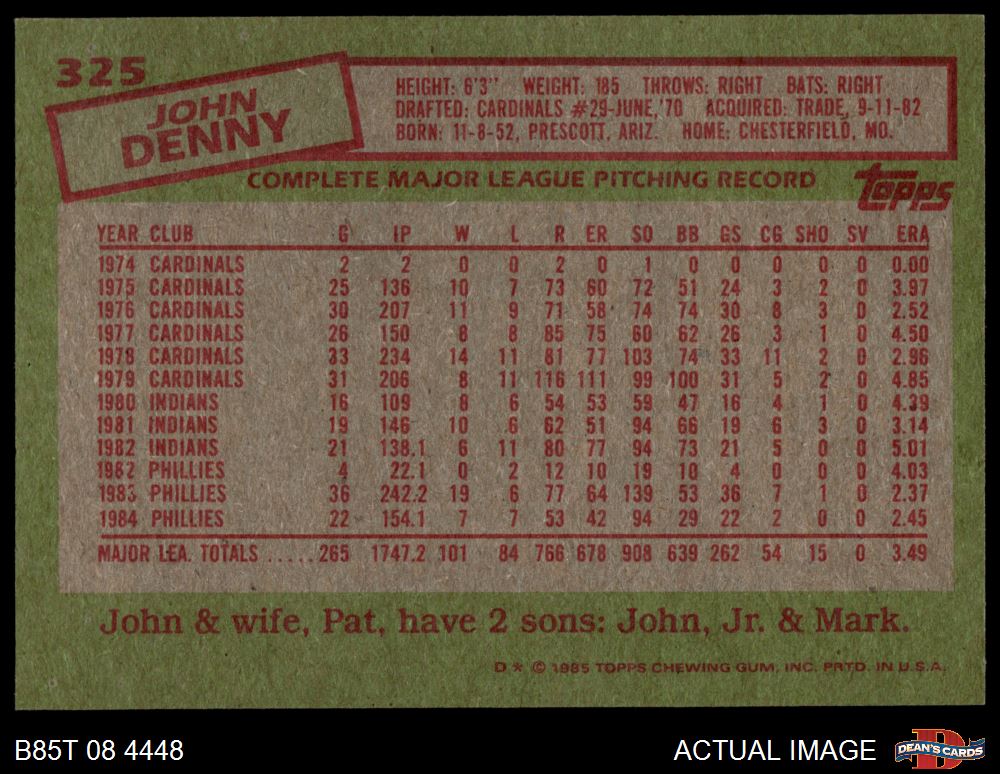 325
JOHN
DENNY
HEIGHT: 6'3" WEIGHT: 185 THROWS: RIGHT BATS: RIGHT
DRAFTED: CARDINALS #29-JUNE,'70 ACQUIRED: TRADE, 9-11-82
BORN: 11-8-52, PRESCOTT, ARIZ. HOME: CHESTERFIELD, MO.
COMPLETE MAJOR LEAGUE PITCHING RECORD
topps
YEAR CLUB G IP W L R ER SO BB GS CG SHO SV ERA
1974 CARDINALS 2 2 0 0 2 0 1 0 0 0 0 0 0.00
1975 CARDINALS 25 136 10 7 73 60 72 51 24 3 2 0 3.97
1976 CARDINALS 30 207 11 9 71 58 74 74 30 8 3 0 2.52
1977 CARDINALS 26 150 8 8 85 75 60 62 26 3 1 0 4.50
1978 CARDINALS 33 234 14 11 81 77 103 74 33 11 2 0 2.96
1979 CARDINALS 31 206 8 11 116 111 99 100 31 5 2 0 4.85
1980 INDIANS 16 109 8 6 54 53 59 47 16 4 1 0 4.39
1981 INDIANS 19 146 10 6 62 51 94 66 19 6 3 0 3.14
1982 INDIANS 21 138.1 6 11 80 77 94 73 21 5 0 0 5.01
1982 PHILLIES 4 22.1 0 2 12 10 19 10 4 0 0 0 4.03
1983 PHILLIES 36 242.2 19 6 77 64 139 53 36 7 1 0 2.37
1984 PHILLIES 22 154.1 7 7 53 42 94 29 22 2 0 0 2.45
MAJOR LEA. TOTALS .....265 1747.2 101 84 766 678 908 639 262 54 15 0 3.49
John & wife, Pat, have 2 sons: John, Jr. & Mark.
D * © 1985 TOPPS CHEWING GUM, INC. PRTD. IN U.S.A.
B85T 08 4448
ACTUAL IMAGE
DEAN'S CARDS